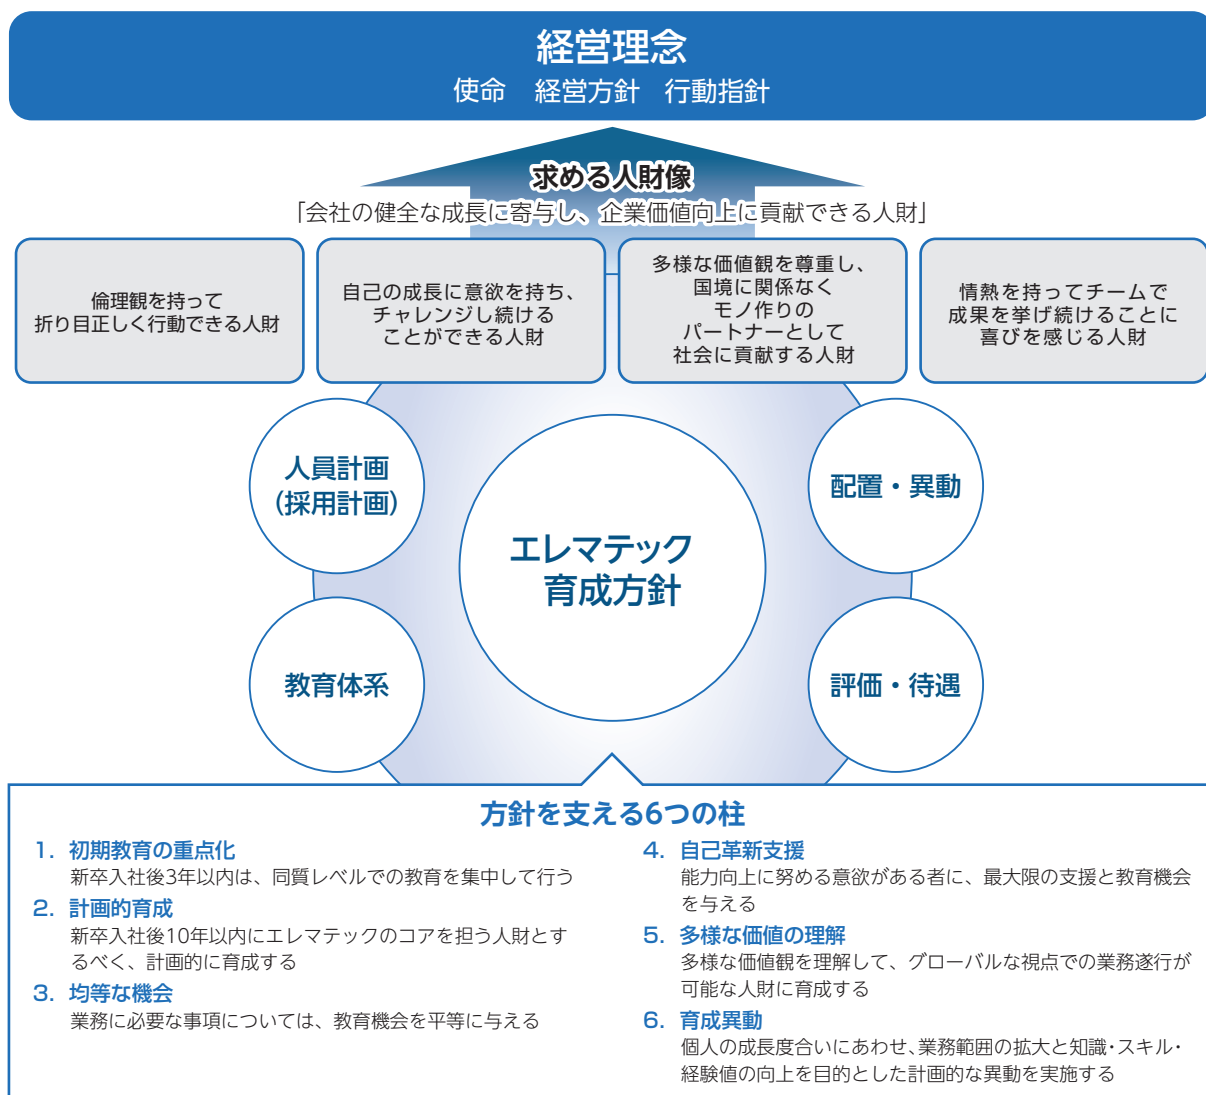 経営理念
使命　経営方針　行動指針
求める人財像
「会社の健全な成長に寄与し、企業価値向上に貢献できる人財」
倫理観を持って
折り目正しく行動できる人財
自己の成長に意欲を持ち、
チャレンジし続ける
ことができる人財
多様な価値観を尊重し、
国境に関係なく
モノ作りの
パートナーとして
社会に貢献する人財
情熱を持ってチームで
成果を挙げ続けることに
喜びを感じる人財
人員計画
(採用計画)
配置・異動
エレマテック
育成方針
教育体系
評価・待遇
方針を支える6つの柱
1. 初期教育の重点化
新卒入社後3年以内は、同質レベルでの教育を集中して行う
2. 計画的育成
新卒入社後10年以内にエレマテックのコアを担う人財とす
るべく、計画的に育成する
3. 均等な機会
業務に必要な事項については、教育機会を平等に与える
4. 自己革新支援
能力向上に努める意欲がある者に、最大限の支援と教育機会
を与える
5. 多様な価値の理解
多様な価値観を理解して、グローバルな視点での業務遂行が
可能な人財に育成する
6. 育成異動
個人の成長度合いにあわせ、業務範囲の拡大と知識・スキル・
経験値の向上を目的とした計画的な異動を実施する